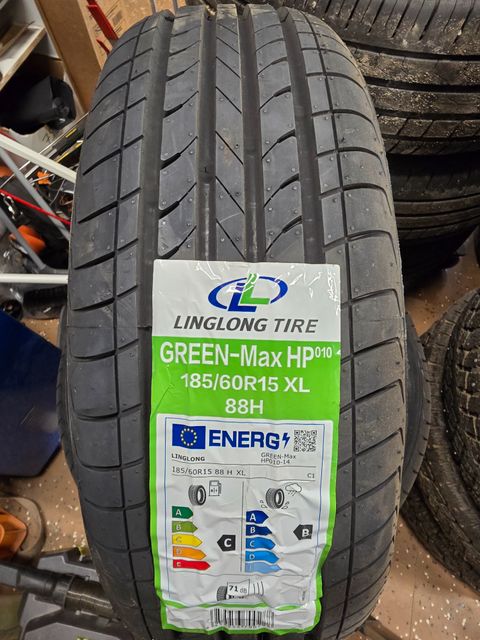 LINGLONG TIRE
GREEN-Max HP010
185/60R15 XL
88H
ENERG
LINGLONG
GREEN-Max
HP010-14
185/60R15 88 H XL
C1
A
B
C
D
E
C
A
B
C
D
E
B
71 dB